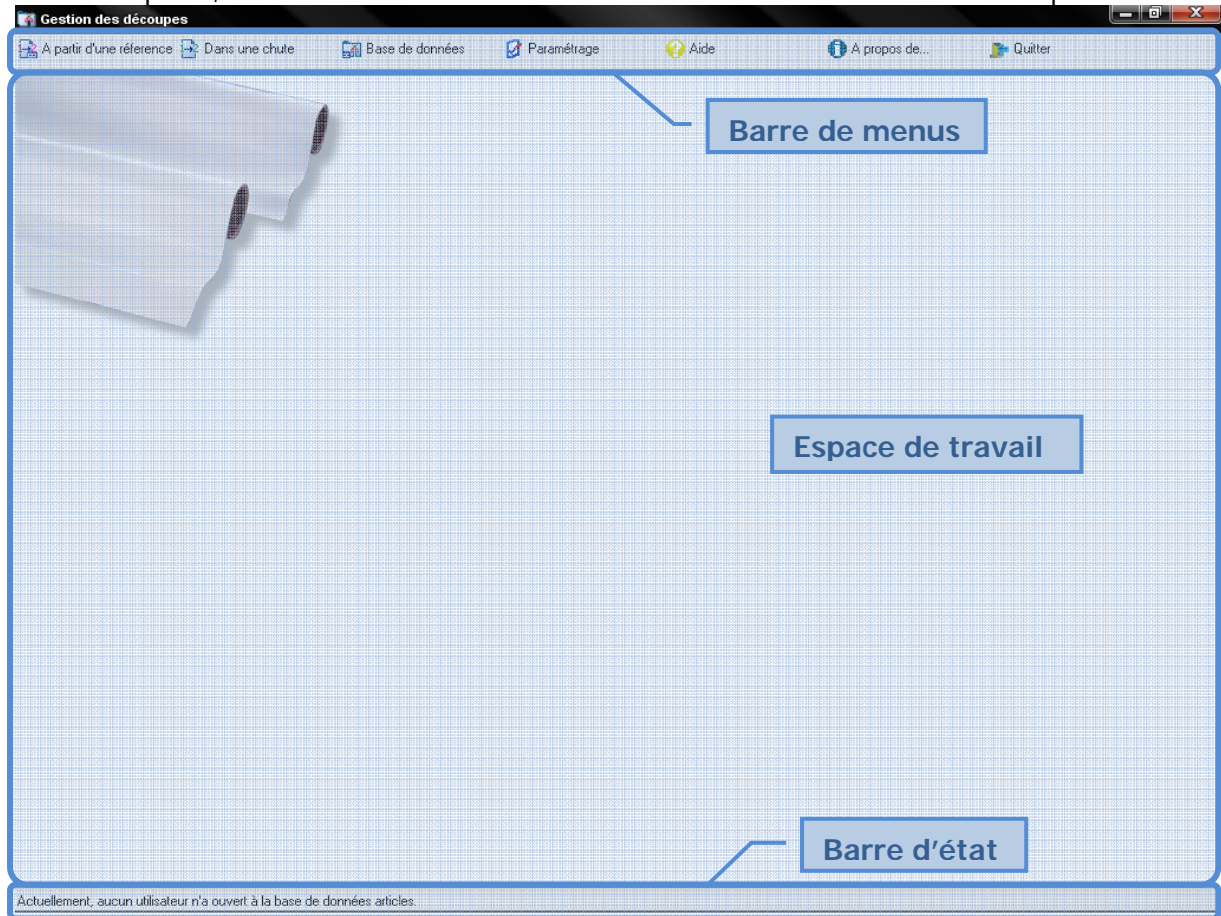 Gestion des découpes
A partir d'une réference Dans une chute Base de données Paramétrage Aide A propos de... Quitter
Barre de menus
Espace de travail
Barre d'état
Actuellement, aucun utilisateur n'a ouvert à la base de données articles.